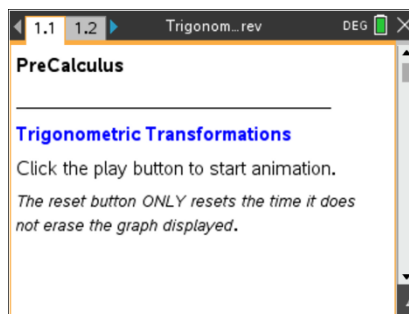 1.1 1.2 Trigonom...rev DEG
PreCalculus
Trigonometric Transformations
Click the play button to start animation.
The reset button ONLY resets the time it does
not erase the graph displayed.